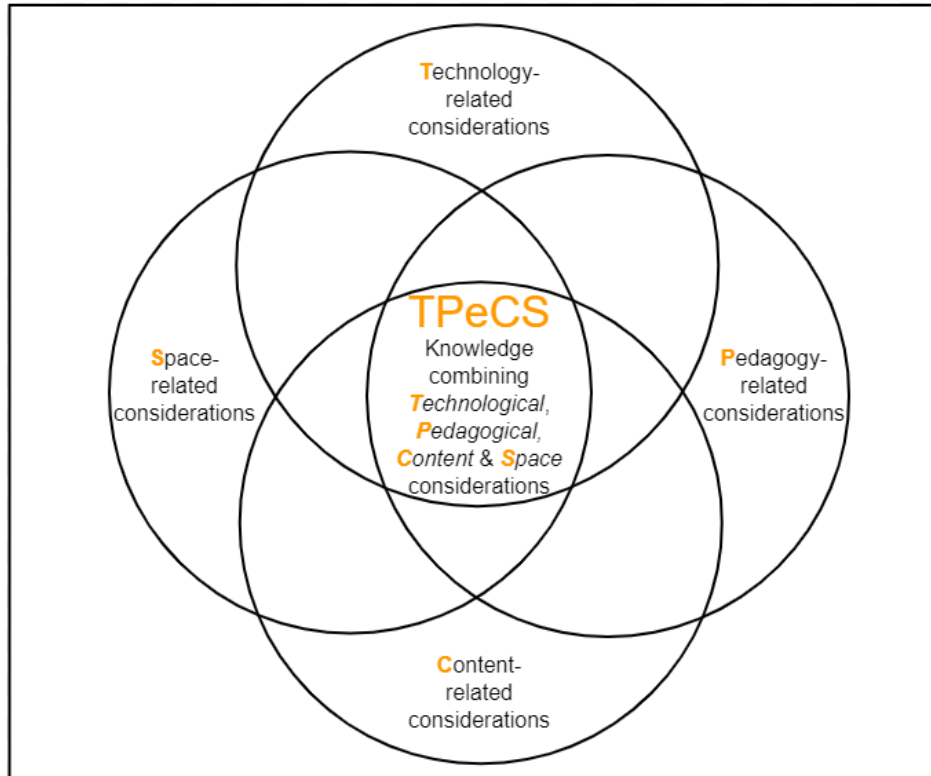 Technology-
related
considerations
Space-
related
considerations
TPeCS
Knowledge
combining
Technological,
Pedagogical,
Content & Space
considerations
Pedagogy-
related
considerations
Content-
related
considerations